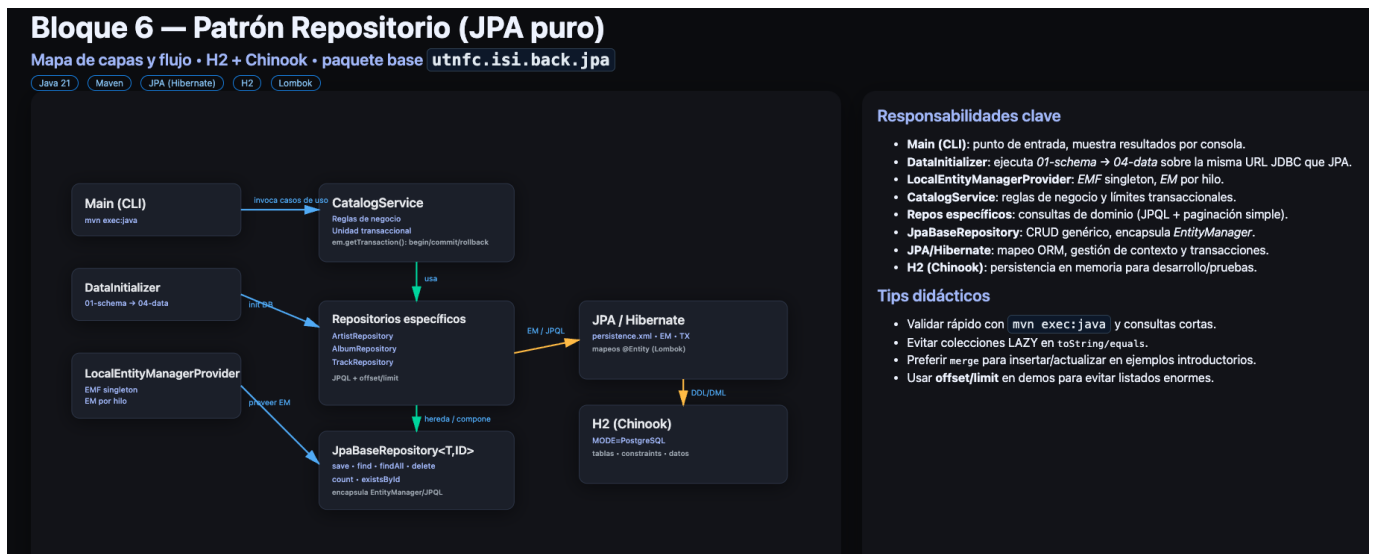 Bloque 6 — Patrón Repositorio (JPA puro)
Mapa de capas y flujo • H2 + Chinook • paquete base utnfc.isi.back.jpa
Java 21 Maven JPA (Hibernate) H2 Lombok
Main (CLI)
mvn exec:java
invoca casos de uso
CatalogService
Reglas de negocio
Unidad transaccional
em.getTransaction(): begin/commit/rollback
usa
DataInitializer
01-schema → 04-data
init DB
Repositorios específicos
ArtistRepository
AlbumRepository
TrackRepository
JPQL + offset/limit
EM / JPQL
JPA / Hibernate
persistence.xml • EM • TX
mapeos @Entity (Lombok)
DDL/DML
LocalEntityManagerProvider
EMF singleton
EM por hilo
proveer EM
hereda / compone
JpaBaseRepository<T,ID>
save • find • findAll • delete
count • existsById
encapsula EntityManager/JPQL
H2 (Chinook)
MODE=PostgreSQL
tablas • constraints • datos
Responsabilidades clave
• Main (CLI): punto de entrada, muestra resultados por consola.
• DataInitializer: ejecuta 01-schema → 04-data sobre la misma URL JDBC que JPA.
• LocalEntityManagerProvider: EMF singleton, EM por hilo.
• CatalogService: reglas de negocio y límites transaccionales.
• Repos específicos: consultas de dominio (JPQL + paginación simple).
• JpaBaseRepository: CRUD genérico, encapsula EntityManager.
• JPA/Hibernate: mapeo ORM, gestión de contexto y transacciones.
• H2 (Chinook): persistencia en memoria para desarrollo/pruebas.
Tips didácticos
• Validar rápido con mvn exec:java y consultas cortas.
• Evitar colecciones LAZY en toString/equals.
• Preferir merge para insertar/actualizar en ejemplos introductorios.
• Usar offset/limit en demos para evitar listados enormes.